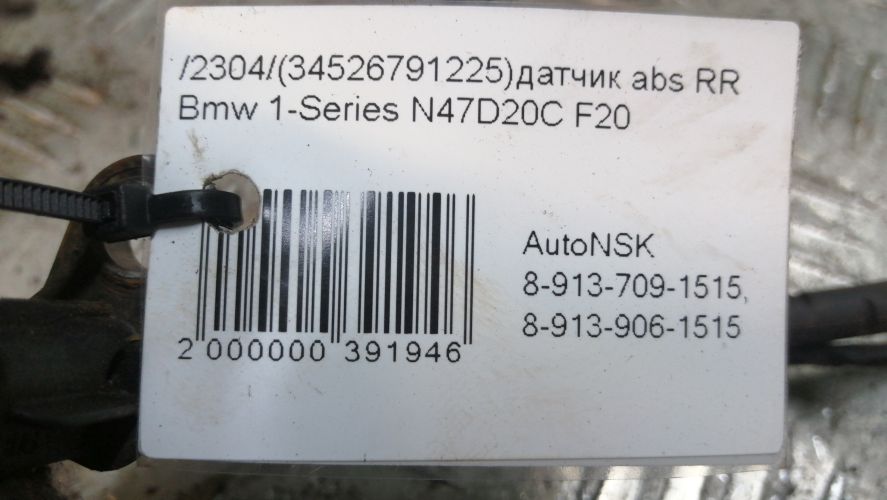 /2304/(34526791225)датчик abs RR
Bmw 1-Series N47D20C F20
AutoNSK
8-913-709-1515,
8-913-906-1515
2 000000 391946